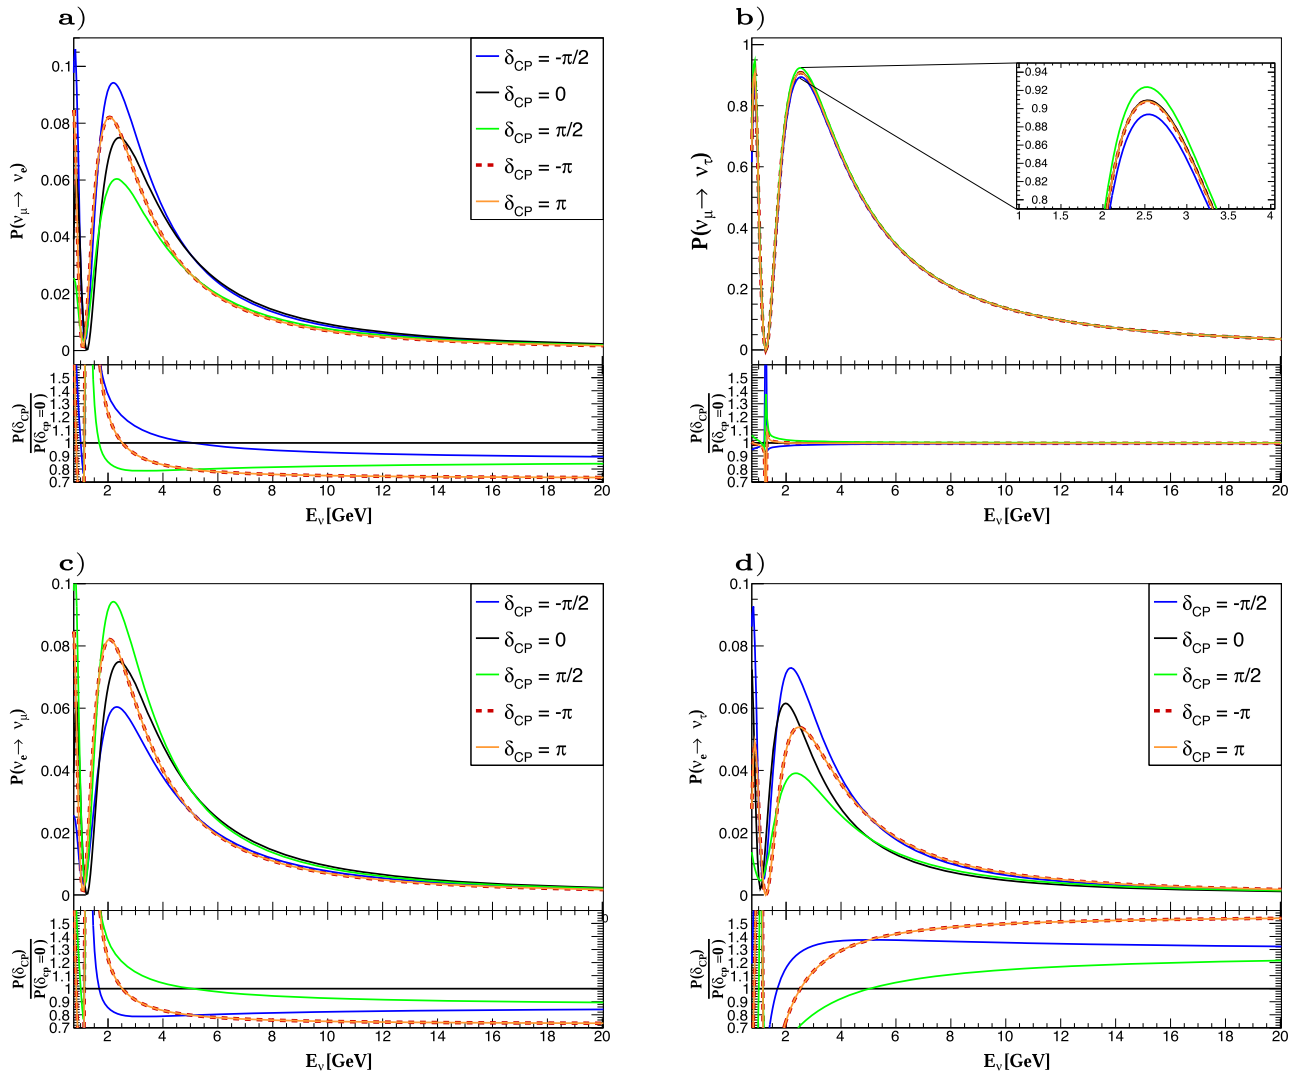 a)
P(νμ → νe)
0.1
0.08
0.06
0.04
0.02
0
δCP = -π/2
δCP = 0
δCP = π/2
δCP = -π
δCP = π
P(δCP)
P(δcp=0)
1.5
1.4
1.3
1.2
1.1
1
0.9
0.8
0.7
2 4 6 8 10 12 14 16 18 20
Eν [GeV]
b)
P(νμ → ντ)
1
0.8
0.6
0.4
0.2
0
0.94
0.92
0.9
0.88
0.86
0.84
0.82
0.8
1 1.5 2 2.5 3 3.5 4
P(δCP)
P(δcp=0)
1.5
1.4
1.3
1.2
1.1
1
0.9
0.8
0.7
2 4 6 8 10 12 14 16 18 20
Eν [GeV]
c)
P(νe → νμ)
0.1
0.08
0.06
0.04
0.02
0
δCP = -π/2
δCP = 0
δCP = π/2
δCP = -π
δCP = π
P(δCP)
P(δcp=0)
1.5
1.4
1.3
1.2
1.1
1
0.9
0.8
0.7
2 4 6 8 10 12 14 16 18 20
Eν [GeV]
d)
P(νe → ντ)
0.1
0.08
0.06
0.04
0.02
0
δCP = -π/2
δCP = 0
δCP = π/2
δCP = -π
δCP = π
P(δCP)
P(δcp=0)
1.5
1.4
1.3
1.2
1.1
1
0.9
0.8
0.7
2 4 6 8 10 12 14 16 18 20
Eν [GeV]